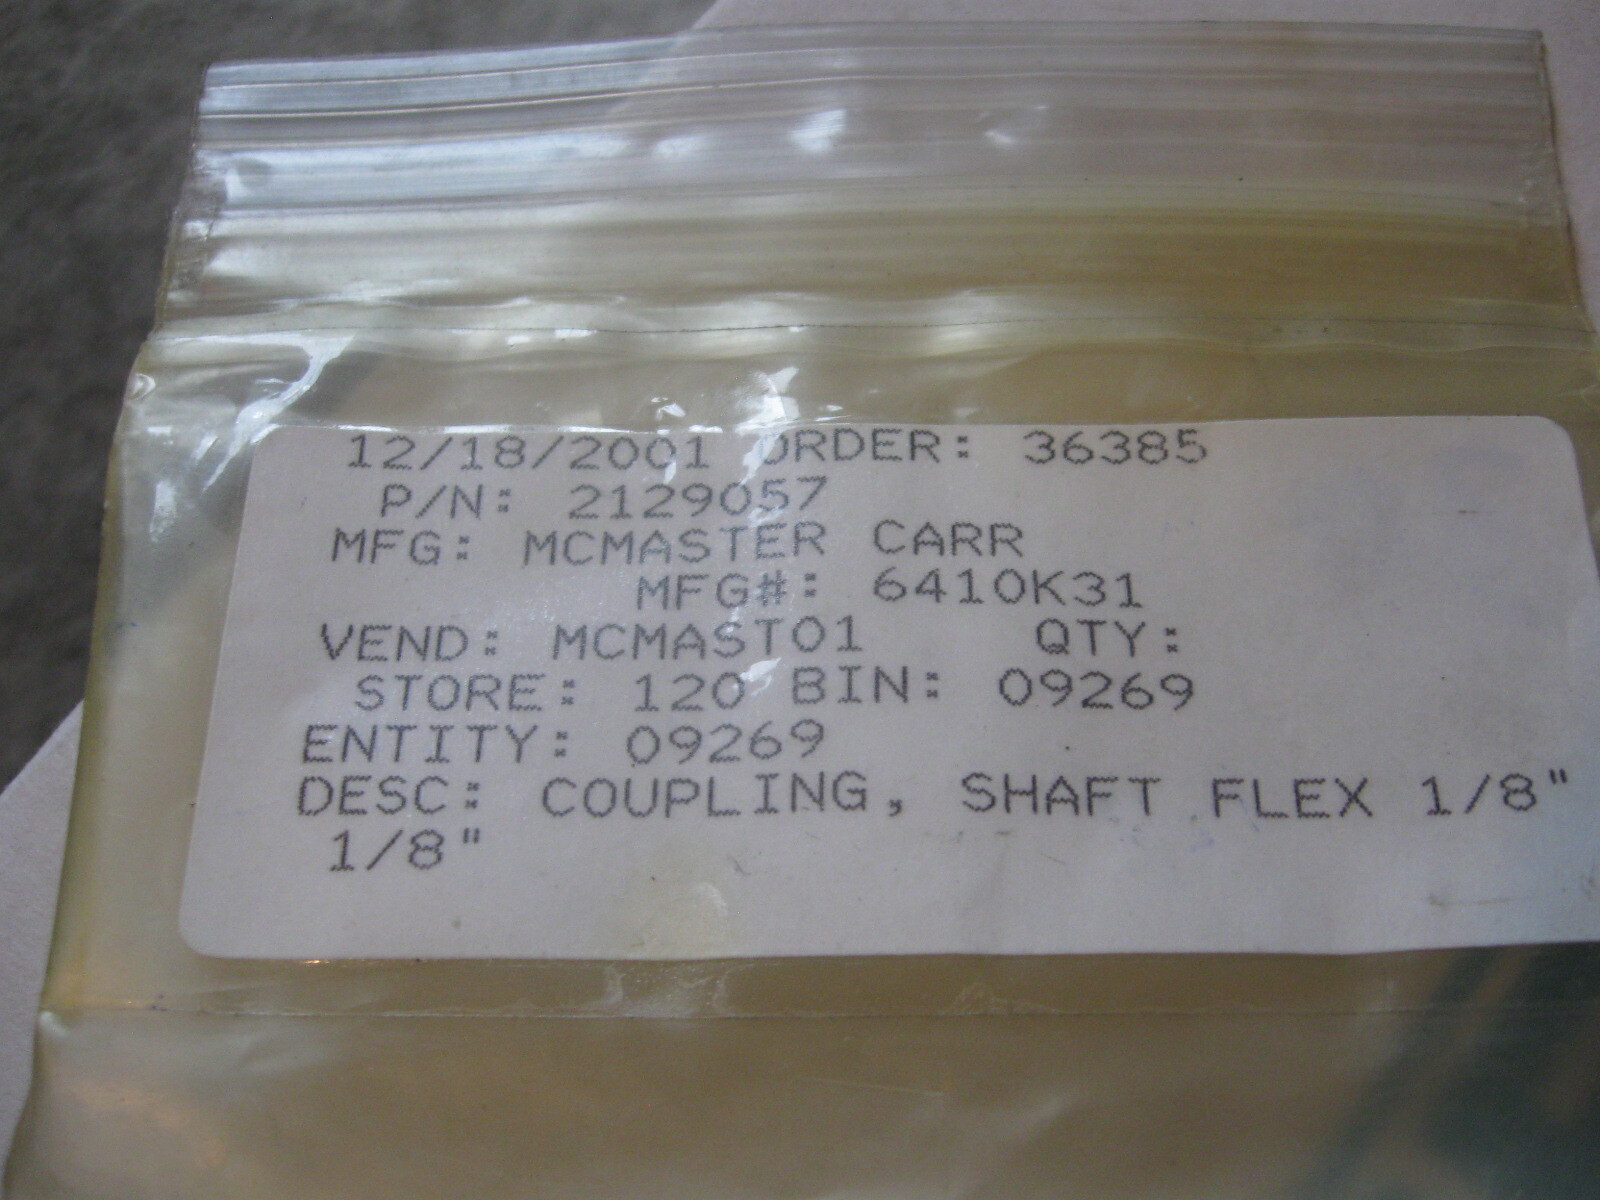 12/18/2001 ORDER: 36385
P/N: 2129057
MFG: MCMASTER CARR
MFG#: 6410K31
VEND: MCMAST01 QTY:
STORE: 120 BIN: 09269
ENTITY: 09269
DESC: COUPLING, SHAFT FLEX 1/8"
1/8"